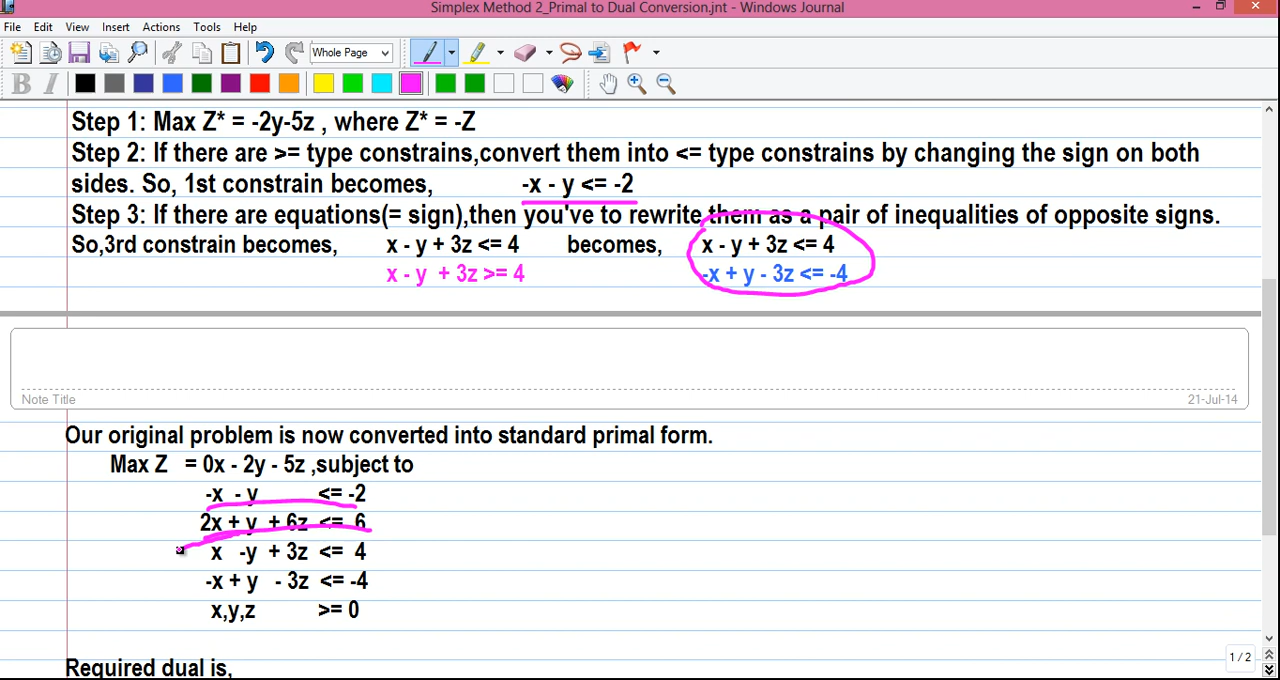 Simplex Method 2_Primal to Dual Conversion.jnt - Windows Journal
File Edit View Insert Actions Tools Help
Whole Page
B I
Step 1: Max Z* = -2y-5z , where Z* = -Z
Step 2: If there are >= type constrains,convert them into <= type constrains by changing the sign on both
sides. So, 1st constrain becomes, -x - y <= -2
Step 3: If there are equations(= sign),then you've to rewrite them as a pair of inequalities of opposite signs.
So,3rd constrain becomes, x - y + 3z <= 4 becomes, x - y + 3z <= 4
x - y + 3z >= 4 -x + y - 3z <= -4
Note Title 21-Jul-14
Our original problem is now converted into standard primal form.
Max Z = 0x - 2y - 5z ,subject to
-x - y <= -2
2x + y + 6z <= 6
x -y + 3z <= 4
-x + y - 3z <= -4
x,y,z >= 0
1 / 2
Required dual is,